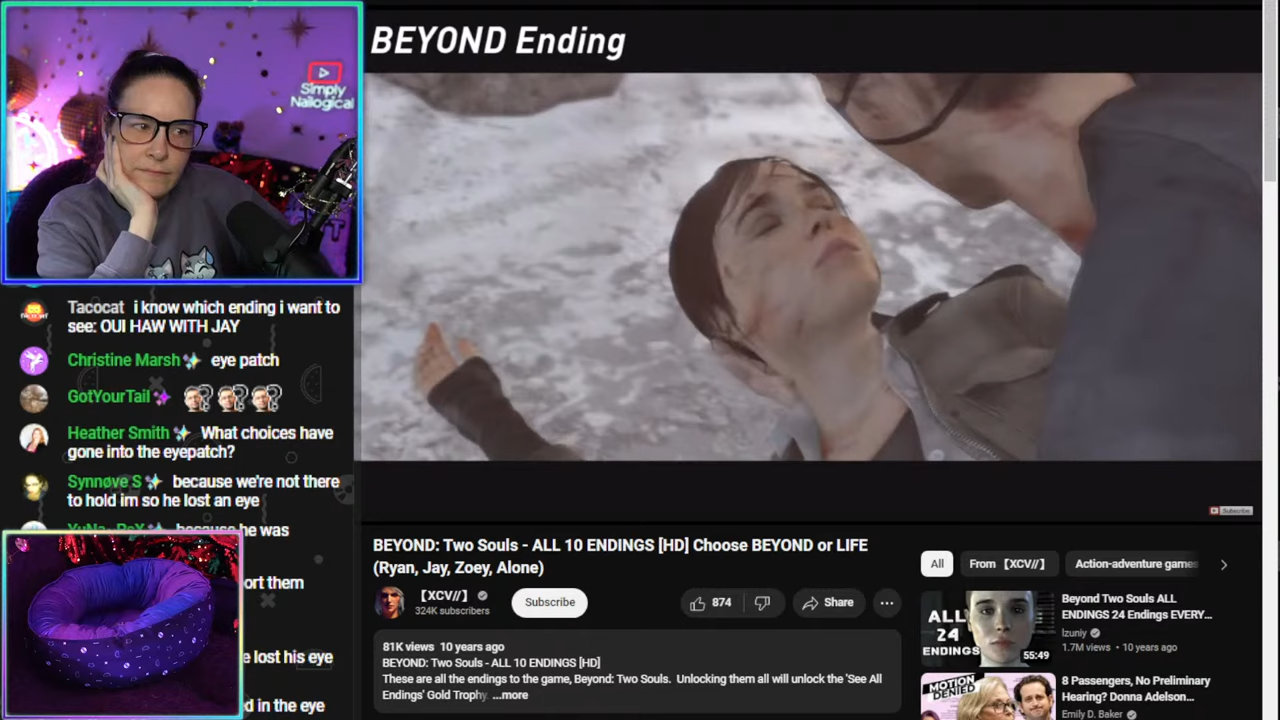 Simply
Nailogical
BEYOND Ending
Tacocat i know which ending i want to
see: OUI HAW WITH JAY
Christine Marsh eye patch
GotYourTail
Heather Smith What choices have
gone into the eyepatch?
Synnøve S because we're not there
to hold im so he lost an eye
he was
ort them
e lost his eye
d in the eye
Subscribe
BEYOND: Two Souls - ALL 10 ENDINGS [HD] Choose BEYOND or LIFE
(Ryan, Jay, Zoey, Alone)
【XCV//】
324K subscribers
Subscribe
874
Share
81K views 10 years ago
BEYOND: Two Souls - ALL 10 ENDINGS [HD]
These are all the endings to the game, Beyond: Two Souls. Unlocking them all will unlock the 'See All
Endings' Gold Trophy. ...more
All
From 【XCV//】
Action-adventure games
ALL
24
ENDINGS
55:49
Beyond Two Souls ALL
ENDINGS 24 Endings EVERY...
Izuniy
1.7M views • 10 years ago
MOTION
DENIED
8 Passengers, No Preliminary
Hearing? Donna Adelson...
Emily D. Baker